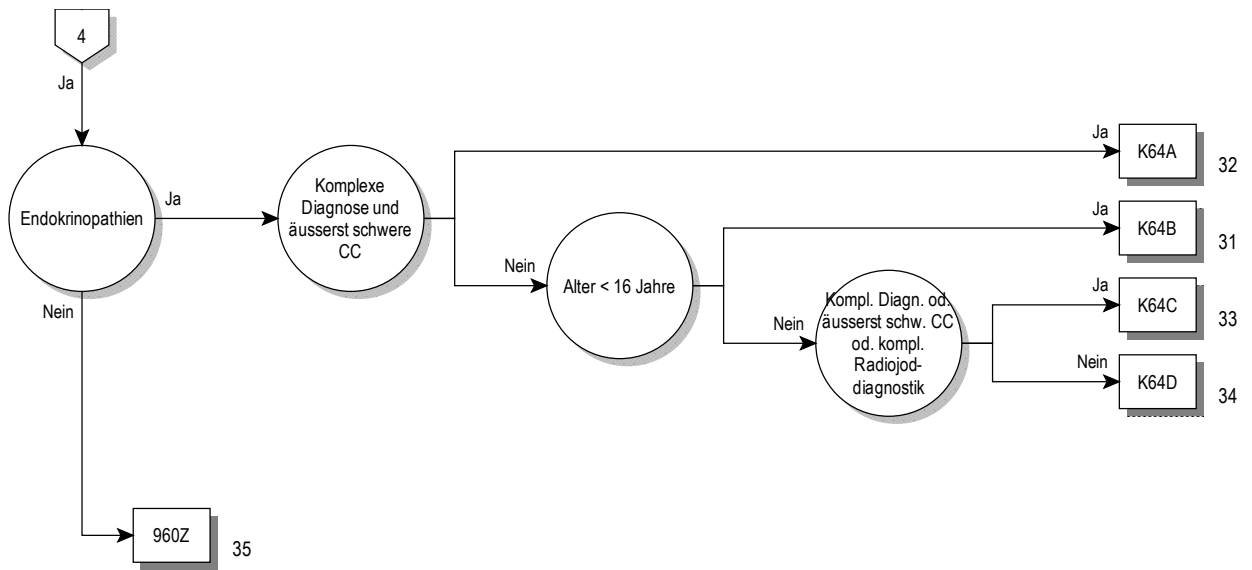 4
Ja
Endokrinopathien
Ja
Nein
Komplexe
Diagnose und
äusserst schwere
CC
Nein
Alter < 16 Jahre
Nein
Kompl. Diagn. od.
äusserst schw. CC
od. kompl.
Radiojod-
diagnostik
Ja
K64A
32
Ja
K64B
31
Ja
K64C
33
Nein
K64D
34
960Z
35